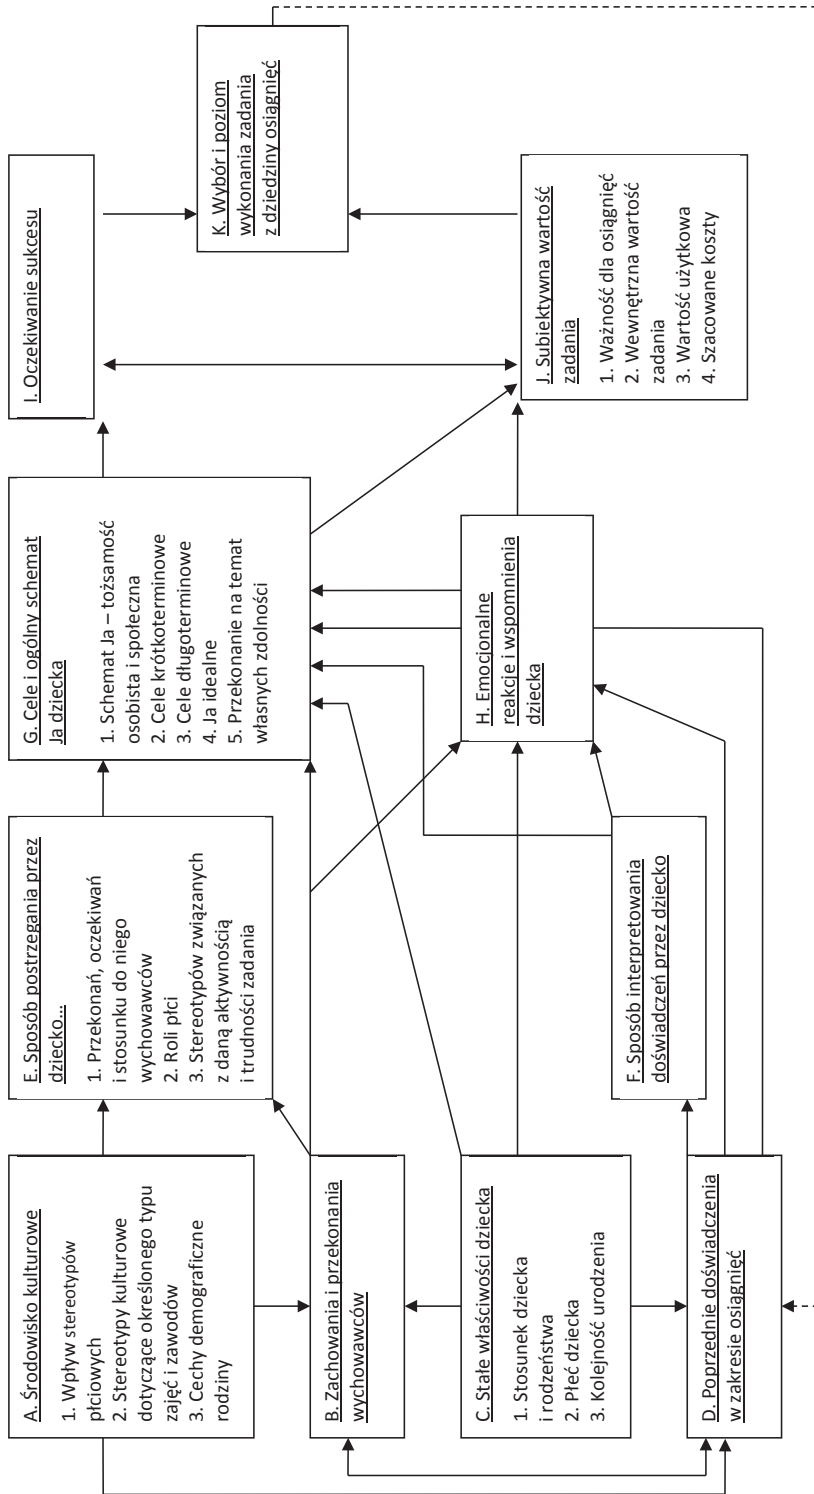 A. Środowisko kulturowe
1. Wpływ stereotypów
płciowych
2. Stereotypy kulturowe
dotyczące określonego typu
zajęć i zawodów
3. Cechy demograficzne
rodziny
B. Zachowania i przekonania
wychowawców
C. Stałe właściwości dziecka
1. Stosunek dziecka
i rodzeństwa
2. Płeć dziecka
3. Kolejność urodzenia
D. Poprzednie doświadczenia
w zakresie osiągnięć
E. Sposób postrzegania przez
dziecko...
1. Przekonań, oczekiwań
i stosunku do niego
wychowawców
2. Roli płci
3. Stereotypów związanych
z daną aktywnością
i trudności zadania
F. Sposób interpretowania
doświadczeń przez dziecko
G. Cele i ogólny schemat
Ja dziecka
1. Schemat Ja – tożsamość
osobista i społeczna
2. Cele krótkoterminowe
3. Cele długoterminowe
4. Ja idealne
5. Przekonanie na temat
własnych zdolności
H. Emocjonalne
reakcje i wspomnienia
dziecka
I. Oczekiwanie sukcesu
J. Subiektywna wartość
zadania
1. Ważność dla osiągnięć
2. Wewnętrzna wartość
zadania
3. Wartość użytkowa
4. Szacowane koszty
K. Wybór i poziom
wykonania zadania
z dziedziny osiągnięć